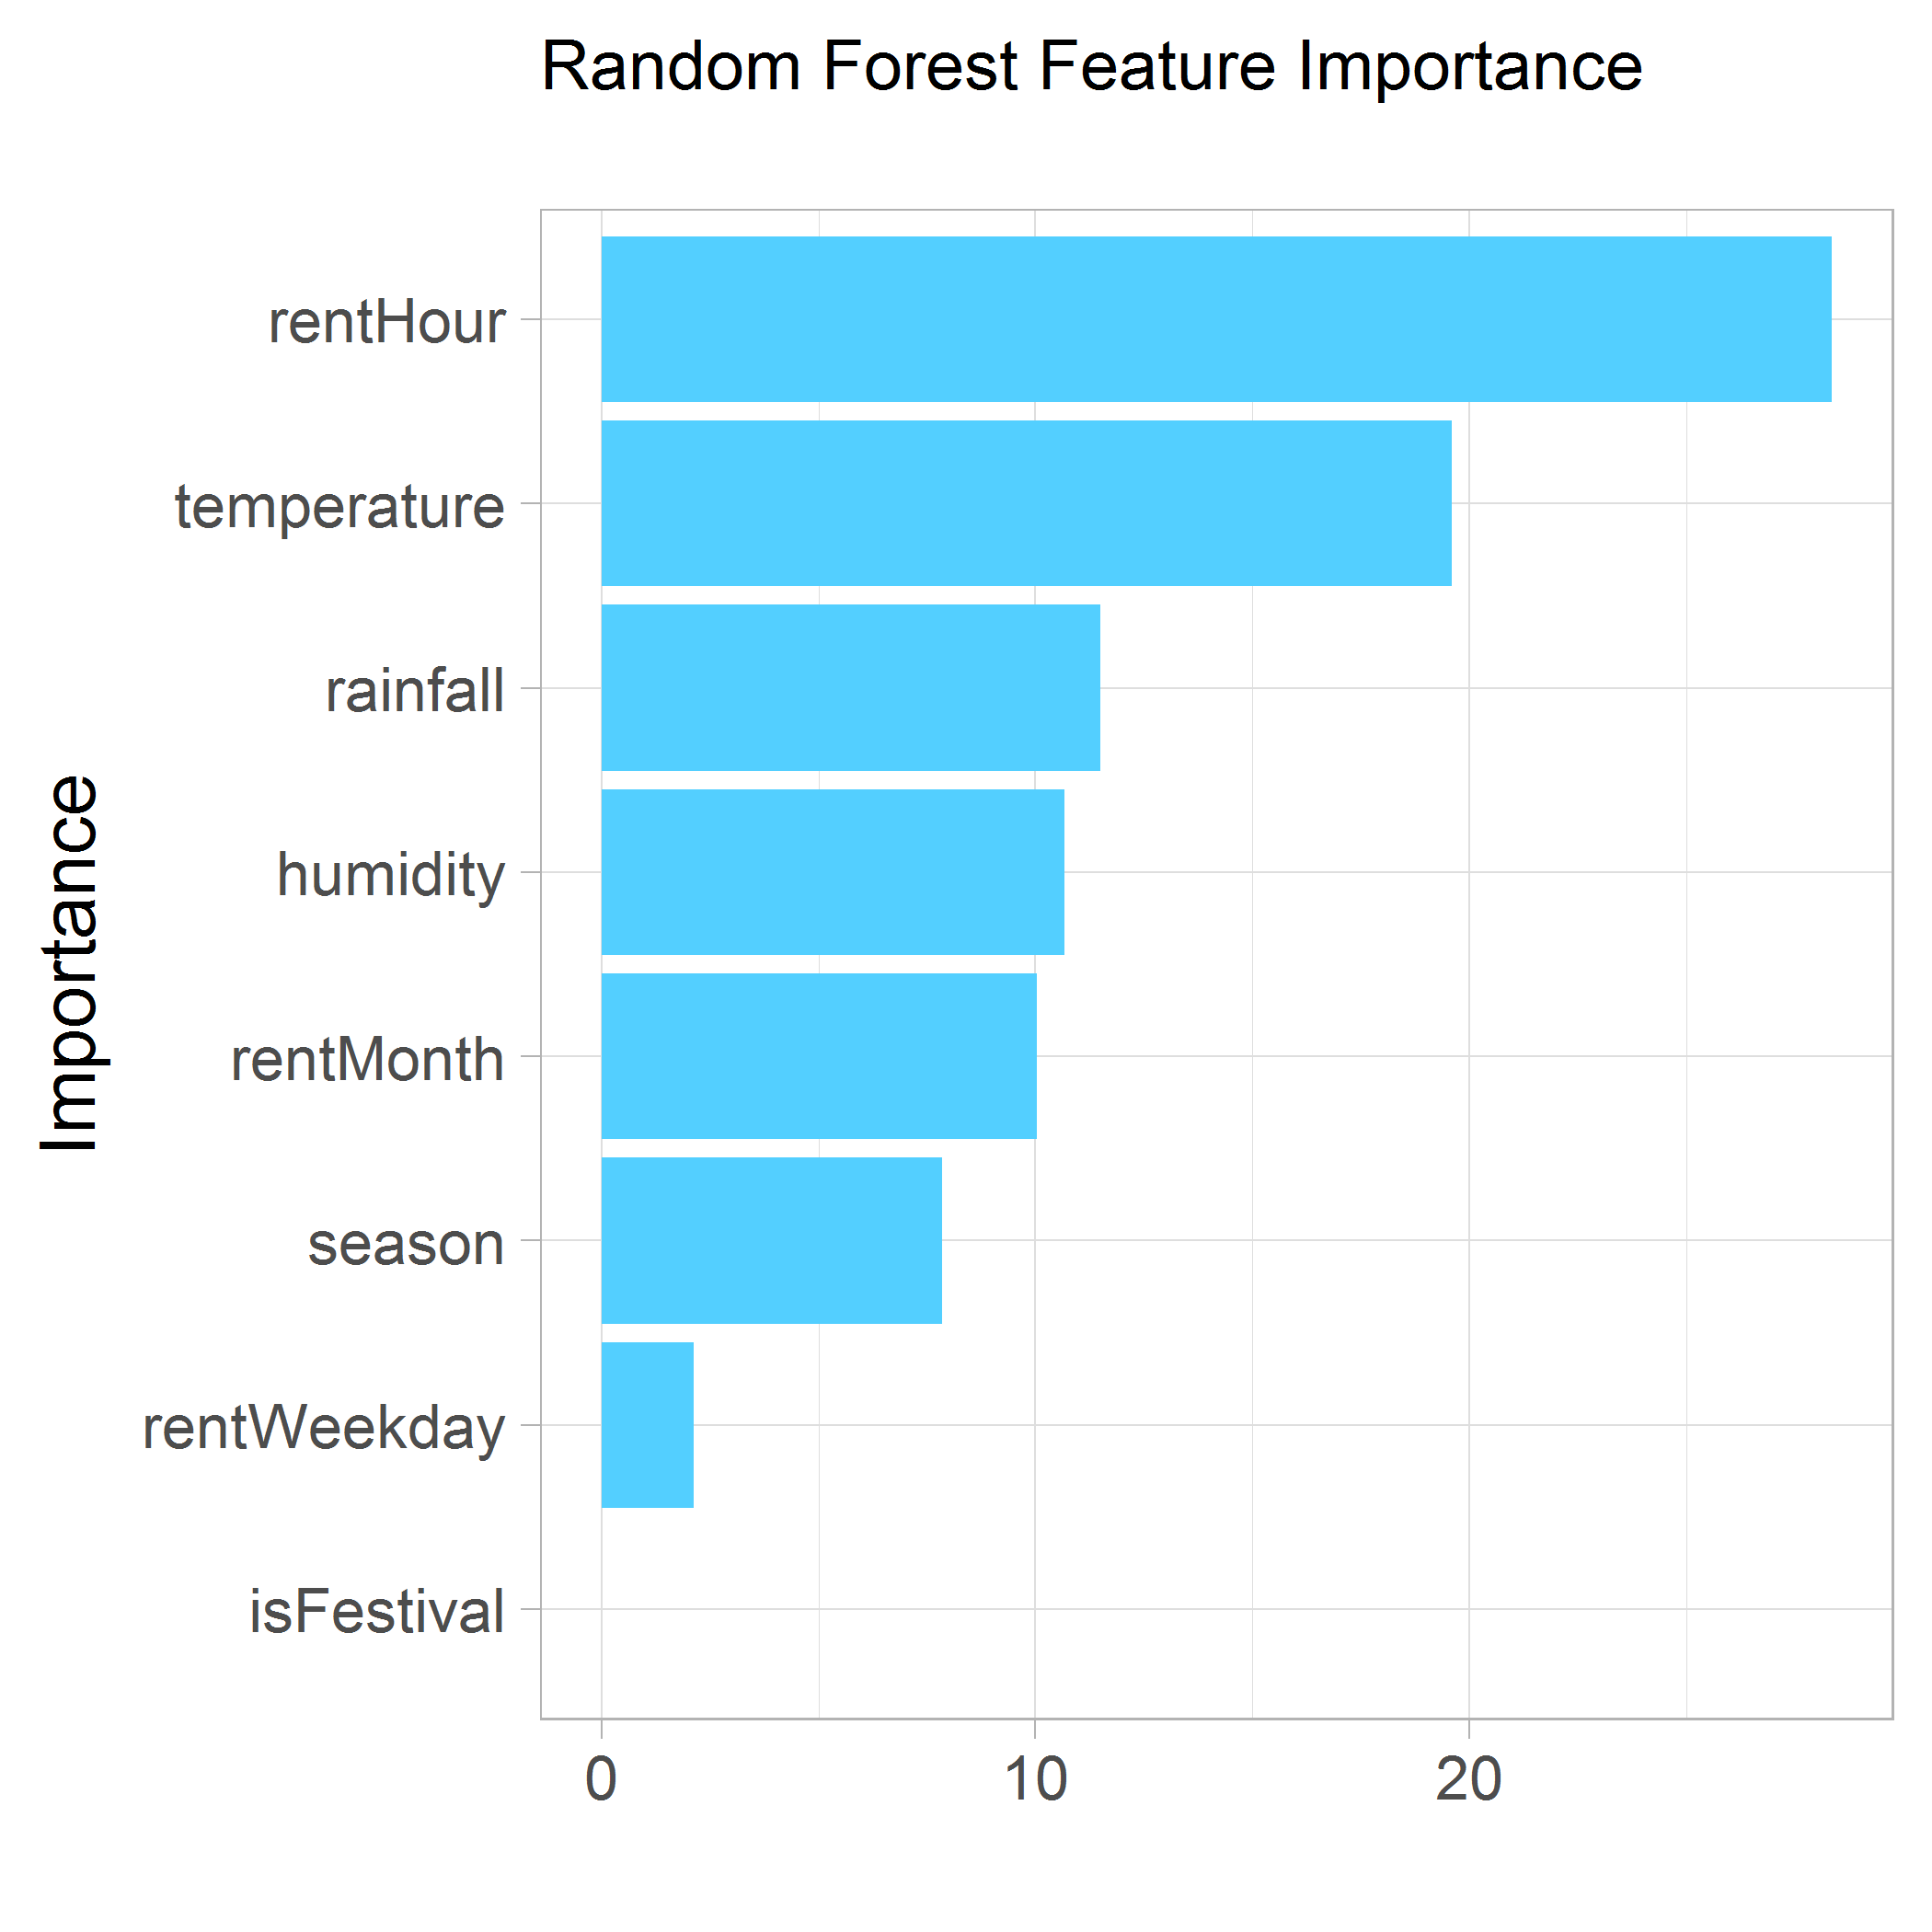 Random Forest Feature Importance
Importance
rentHour
temperature
rainfall
humidity
rentMonth
season
rentWeekday
isFestival
0 10 20